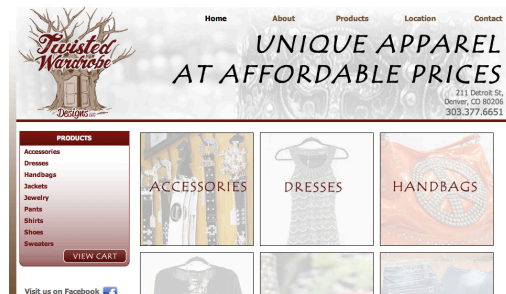 Twisted
Wardrobe
Designs LLC
Home
About
Products
Location
Contact
UNIQUE APPAREL
AT AFFORDABLE PRICES
211 Detroit St,
Denver, CO 80206
303.377.6651
PRODUCTS
Accessories
Dresses
Handbags
Jackets
Jewelry
Pants
Shirts
Shoes
Sweaters
VIEW CART
Visit us on Facebook
ACCESSORIES
DRESSES
HANDBAGS